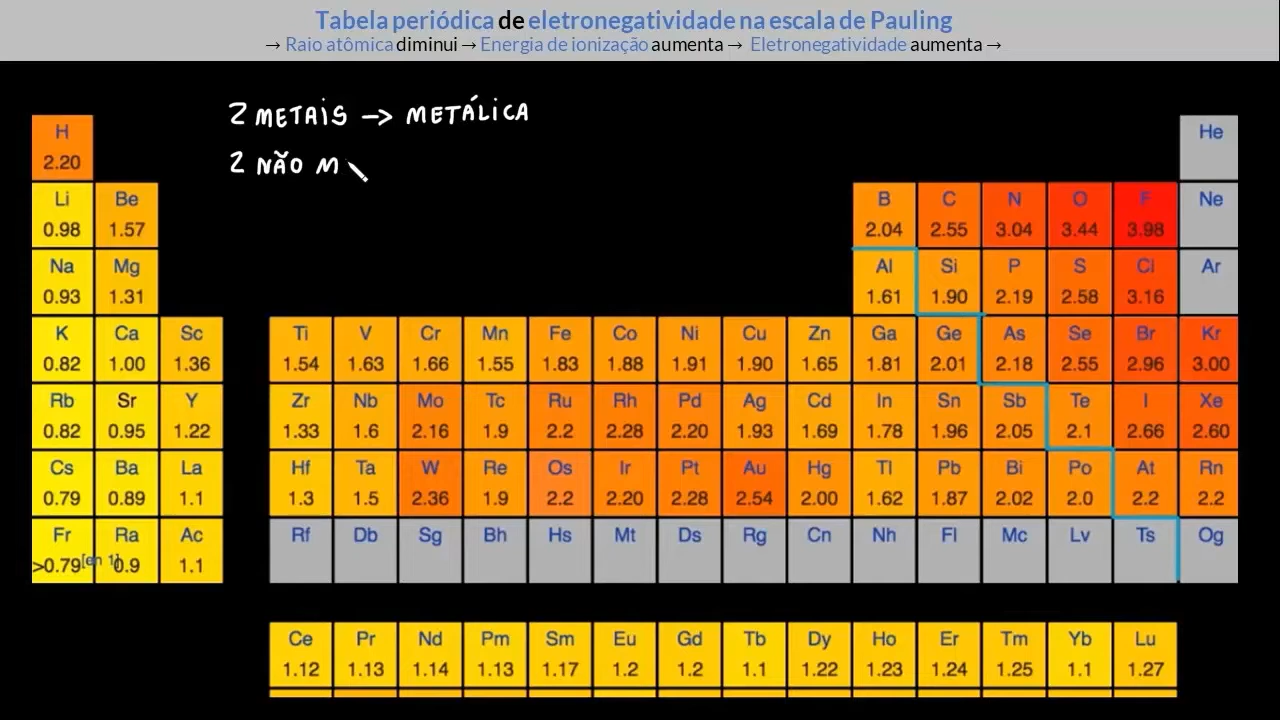 Tabela periódica de eletronegatividade na escala de Pauling
→ Raio atômica diminui → Energia de ionização aumenta → Eletronegatividade aumenta →
2 METAIS → METÁLICA
2 NÃO M
H He
2.20
Li Be B C N O F Ne
0.98 1.57 2.04 2.55 3.04 3.44 3.98
Na Mg Al Si P S Cl Ar
0.93 1.31 1.61 1.90 2.19 2.58 3.16
K Ca Sc Ti V Cr Mn Fe Co Ni Cu Zn Ga Ge As Se Br Kr
0.82 1.00 1.36 1.54 1.63 1.66 1.55 1.83 1.88 1.91 1.90 1.65 1.81 2.01 2.18 2.55 2.96 3.00
Rb Sr Y Zr Nb Mo Tc Ru Rh Pd Ag Cd In Sn Sb Te I Xe
0.82 0.95 1.22 1.33 1.6 2.16 1.9 2.2 2.28 2.20 1.93 1.69 1.78 1.96 2.05 2.1 2.66 2.60
Cs Ba La Hf Ta W Re Os Ir Pt Au Hg Tl Pb Bi Po At Rn
0.79 0.89 1.1 1.3 1.5 2.36 1.9 2.2 2.20 2.28 2.54 2.00 1.62 1.87 2.02 2.0 2.2 2.2
Fr Ra Ac Rf Db Sg Bh Hs Mt Ds Rg Cn Nh Fl Mc Lv Ts Og
>0.79 [en 1] 0.9 1.1
Ce Pr Nd Pm Sm Eu Gd Tb Dy Ho Er Tm Yb Lu
1.12 1.13 1.14 1.13 1.17 1.2 1.2 1.1 1.22 1.23 1.24 1.25 1.1 1.27